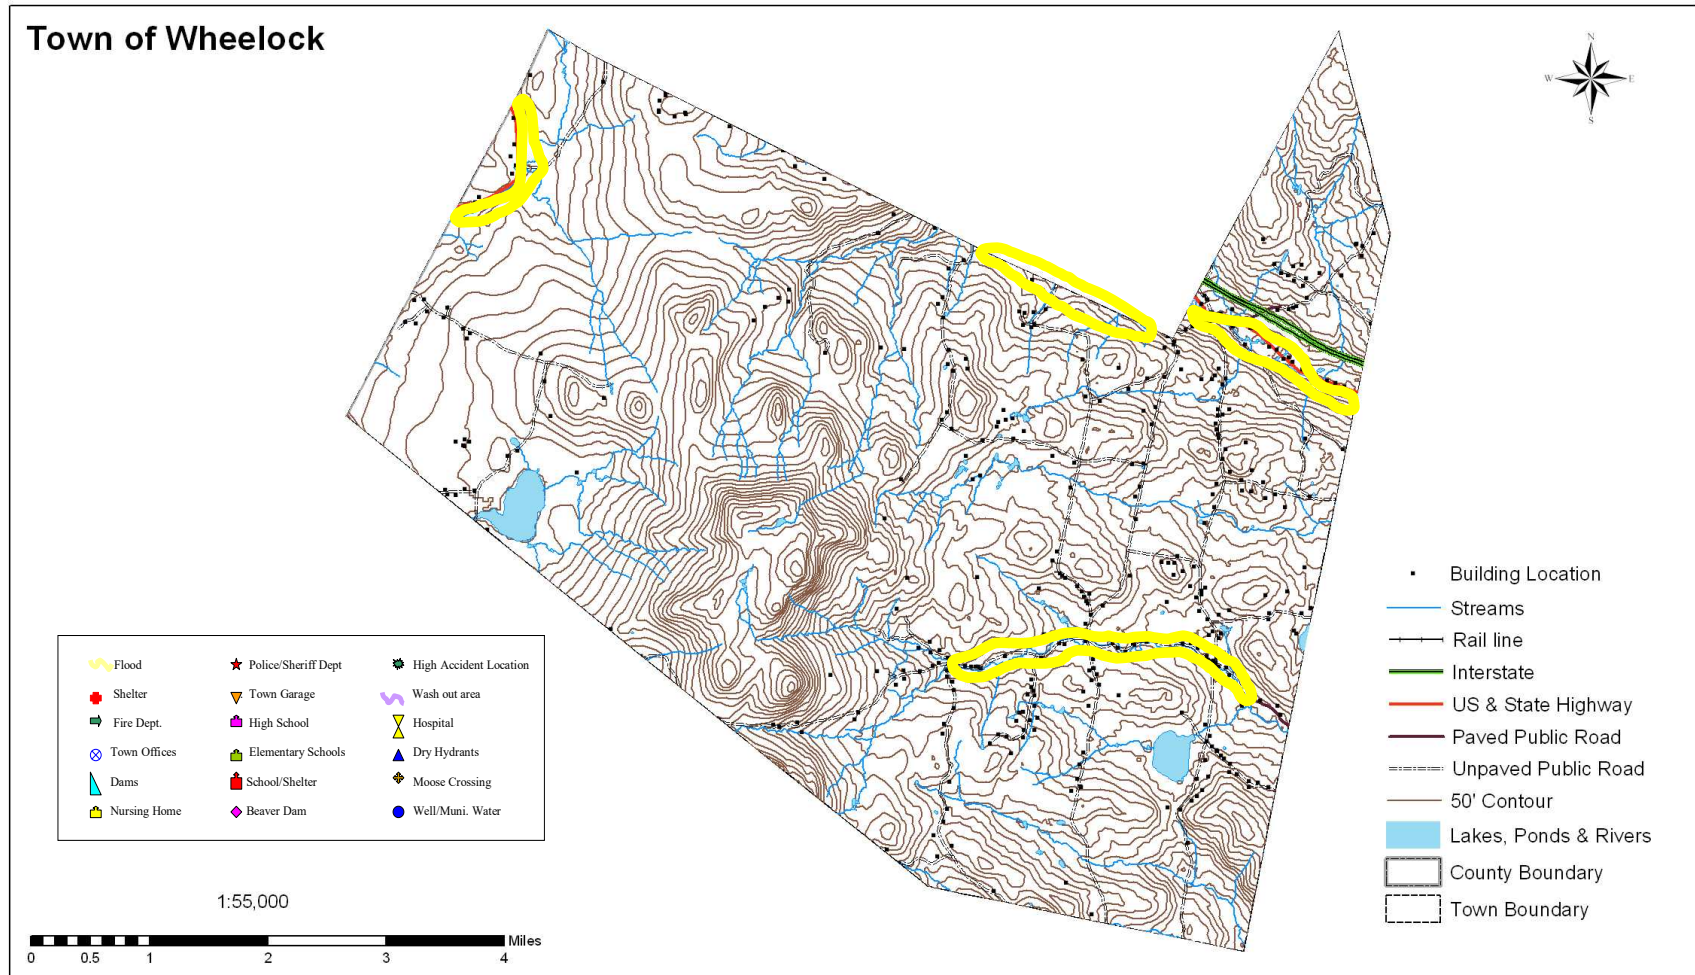 Town of Wheelock
N
W E
S
Building Location
Streams
Rail line
Interstate
US & State Highway
Paved Public Road
Unpaved Public Road
50' Contour
Lakes, Ponds & Rivers
County Boundary
Town Boundary
Flood Police/Sheriff Dept High Accident Location
Shelter Town Garage Wash out area
Fire Dept. High School Hospital
Town Offices Elementary Schools Dry Hydrants
Dams School/Shelter Moose Crossing
Nursing Home Beaver Dam Well/Muni. Water
1:55,000
Miles
0 0.5 1 2 3 4